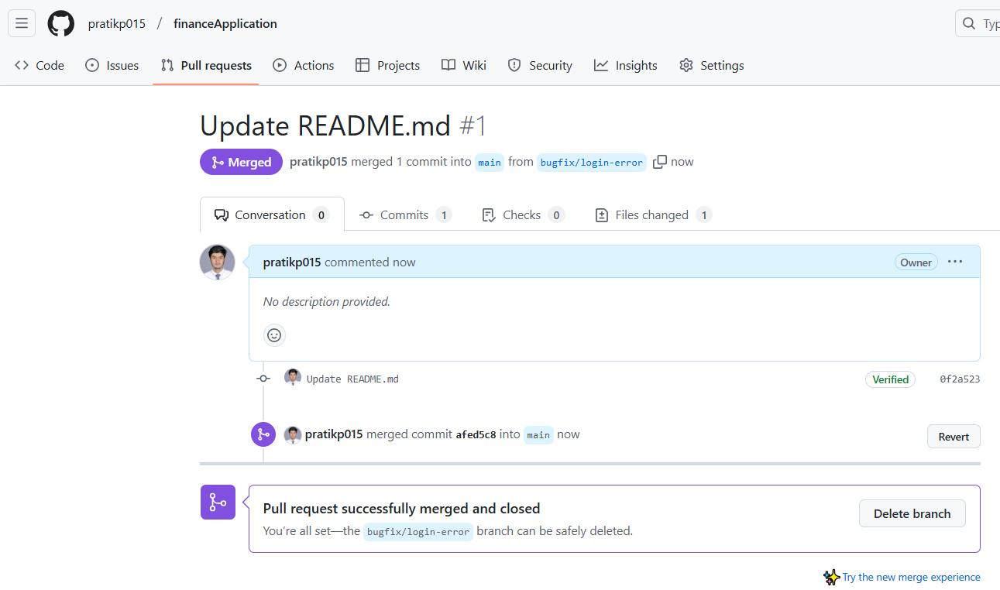 pratikp015 / financeApplication
Typ
Code Issues Pull requests Actions Projects Wiki Security Insights Settings
Update README.md #1
Merged pratikp015 merged 1 commit into main from bugfix/login-error now
Conversation 0 Commits 1 Checks 0 Files changed 1
pratikp015 commented now Owner ...
No description provided.
Update README.md Verified 0f2a523
pratikp015 merged commit afed5c8 into main now Revert
Pull request successfully merged and closed
You’re all set—the bugfix/login-error branch can be safely deleted.
Delete branch
Try the new merge experience